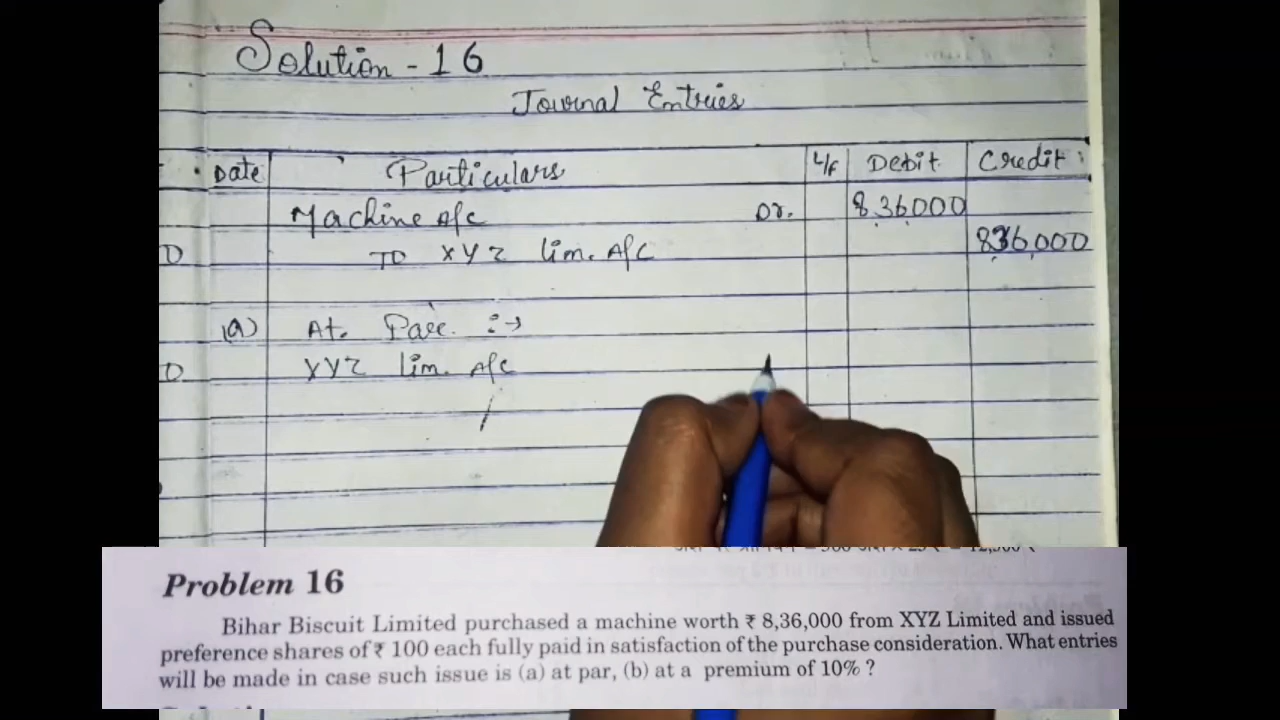 Solution - 16
Journal Entries
Date Particulars L/F Debit Credit
Machine A/c Dr. 8,36,000
TO XYZ lim. A/C 836,000
(a) At. Parr. :→
XYZ lim. A/C
Problem 16
Bihar Biscuit Limited purchased a machine worth ₹ 8,36,000 from XYZ Limited and issued
preference shares of ₹ 100 each fully paid in satisfaction of the purchase consideration. What entries
will be made in case such issue is (a) at par, (b) at a premium of 10% ?